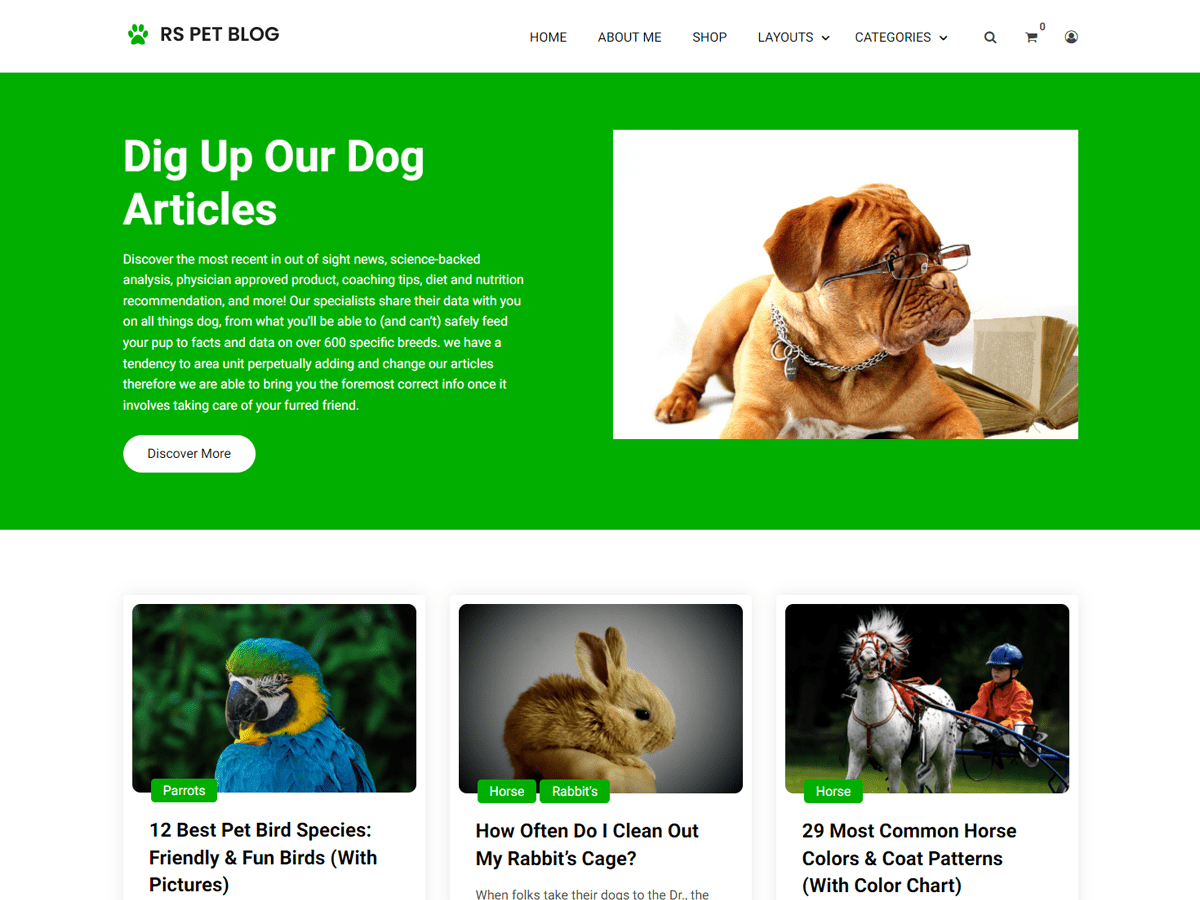 RS PET BLOG
HOME ABOUT ME SHOP LAYOUTS CATEGORIES 0
Dig Up Our Dog
Articles
Discover the most recent in out of sight news, science-backed
analysis, physician approved product, coaching tips, diet and nutrition
recommendation, and more! Our specialists share their data with you
on all things dog, from what you'll be able to (and can't) safely feed
your pup to facts and data on over 600 specific breeds. we have a
tendency to area unit perpetually adding and change our articles
therefore we are able to bring you the foremost correct info once it
involves taking care of your furred friend.
Discover More
Parrots
12 Best Pet Bird Species:
Friendly & Fun Birds (With
Pictures)
Horse Rabbit's
How Often Do I Clean Out
My Rabbit's Cage?
When folks take their dogs to the Dr., the
Horse
29 Most Common Horse
Colors & Coat Patterns
(With Color Chart)